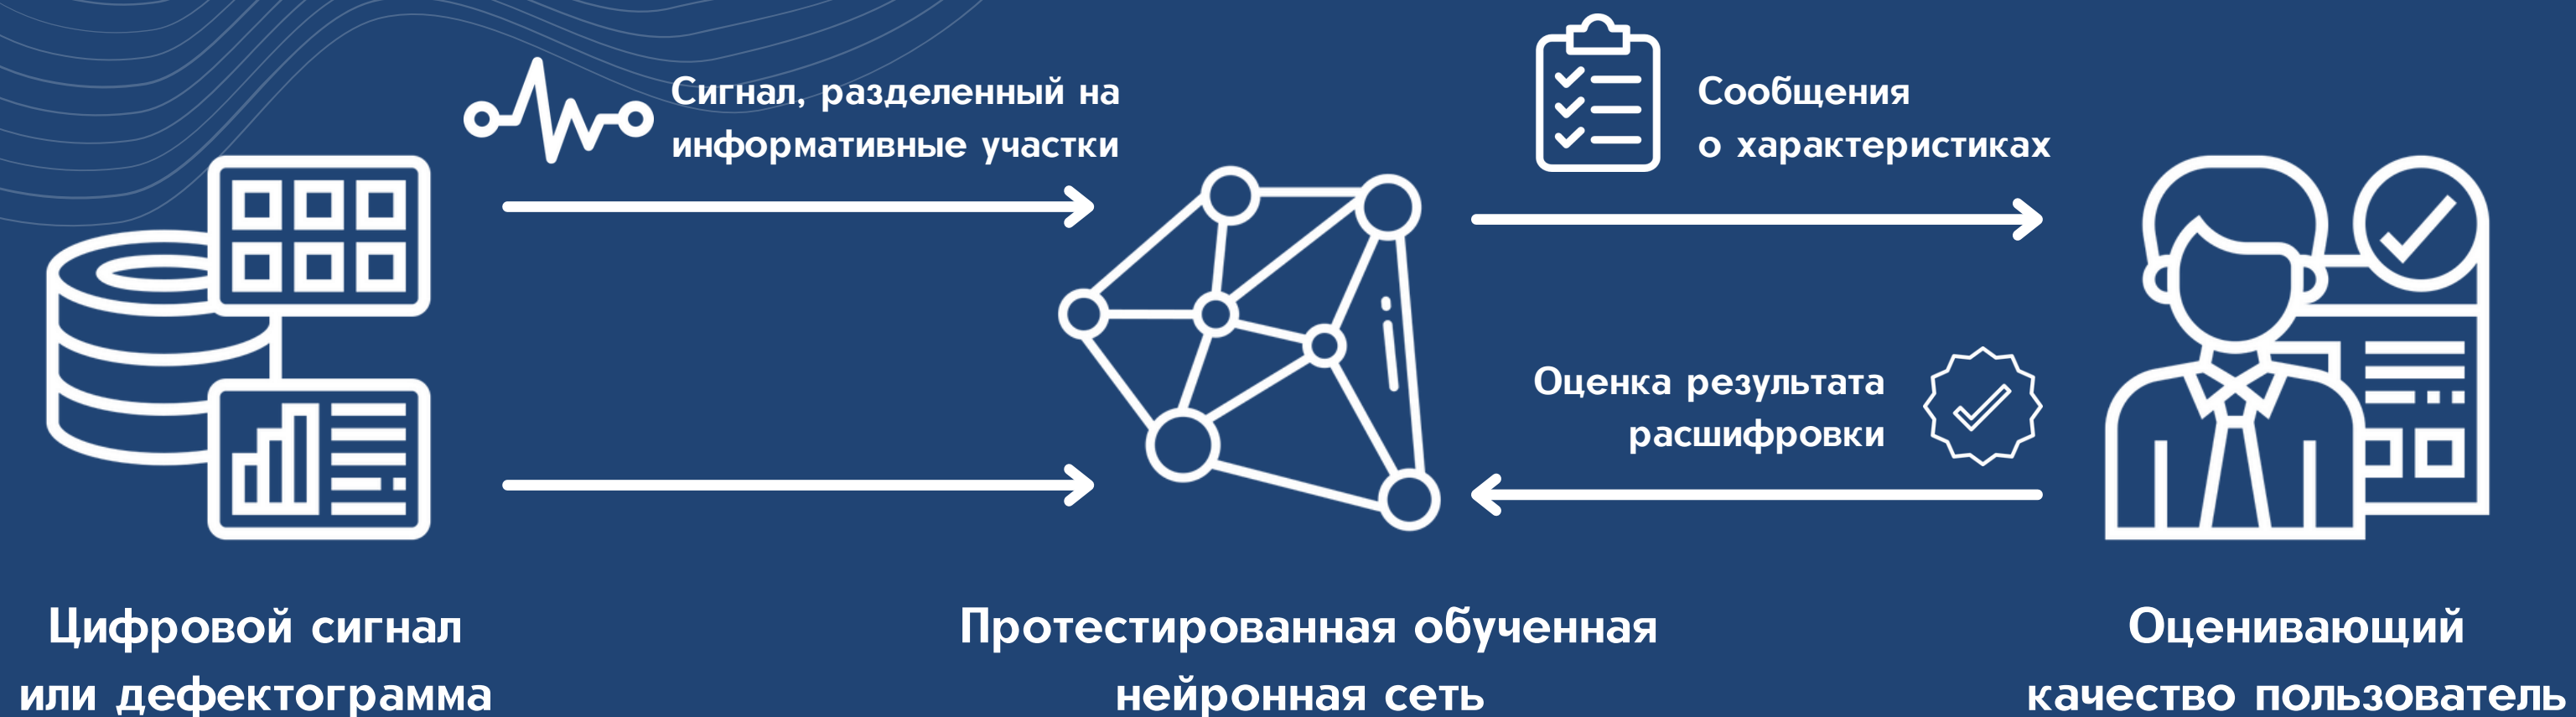 Сигнал, разделенный на
информативные участки
Сообщения
о характеристиках
Оценка результата
расшифровки
Цифровой сигнал
или дефектограмма
Протестированная обученная
нейронная сеть
Оценивающий
качество пользователь